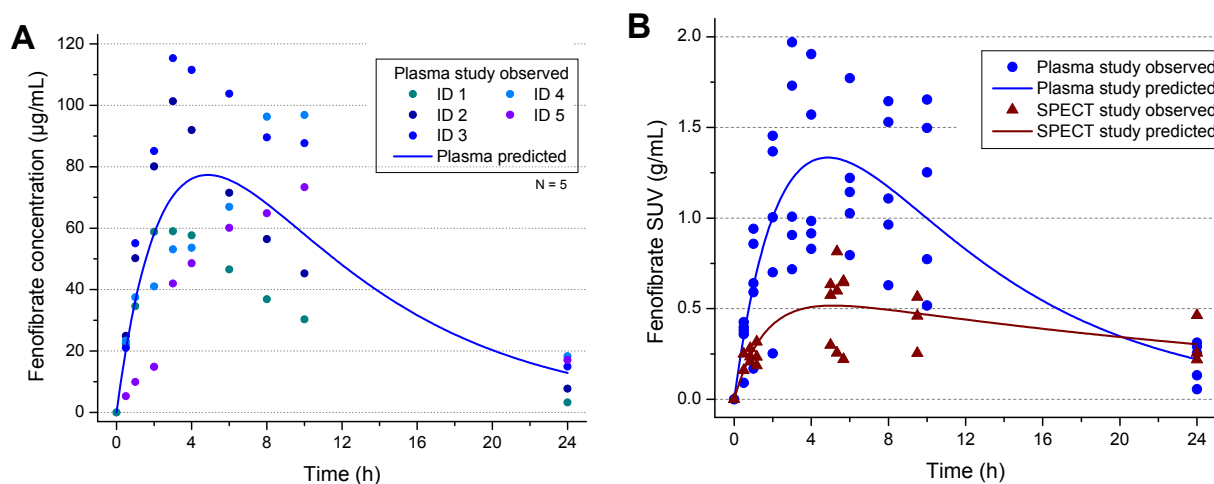 A
Fenofibrate concentration (µg/mL)
120
100
80
60
40
20
0
0 4 8 12 16 20 24
Time (h)
Plasma study observed
ID 1 ID 4
ID 2 ID 5
ID 3
Plasma predicted
N = 5
B
Fenofibrate SUV (g/mL)
2.0
1.5
1.0
0.5
0.0
0 4 8 12 16 20 24
Time (h)
Plasma study observed
Plasma study predicted
SPECT study observed
SPECT study predicted